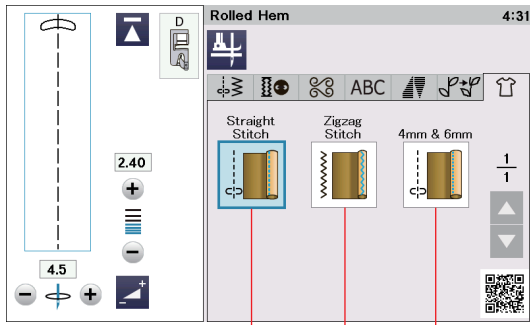 D
2.40
4.5
Rolled Hem 4:31
ABC
Straight
Stitch
Zigzag
Stitch
4mm & 6mm
1
1